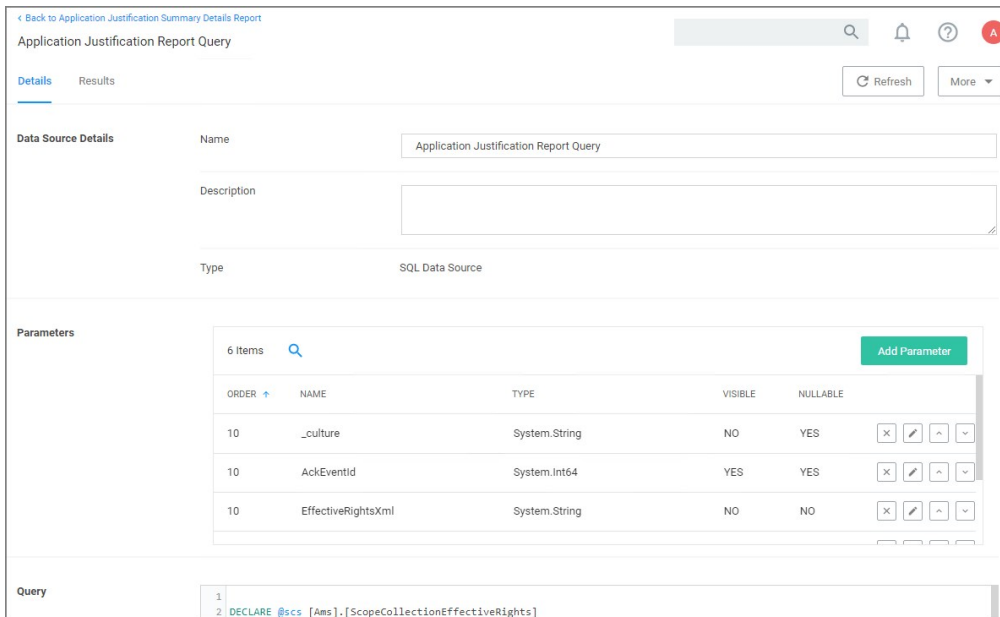 ‹ Back to Application Justification Summary Details Report
Application Justification Report Query
A
Details Results
Refresh More
Data Source Details
Name Application Justification Report Query
Description
Type SQL Data Source
Parameters
6 Items Add Parameter
ORDER ↑ NAME TYPE VISIBLE NULLABLE
10 _culture System.String NO YES
10 AckEventId System.Int64 YES YES
10 EffectiveRightsXml System.String NO NO
Query
1
2 DECLARE @scs [Ams].[ScopeCollectionEffectiveRights]